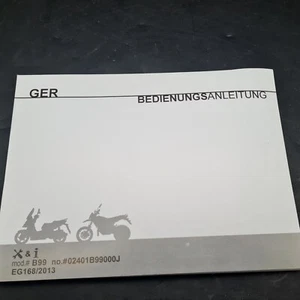 GER
BEDIENUNGSANLEITUNG
& i
mod.# B99 no.#02401B99000J
EG168/2013